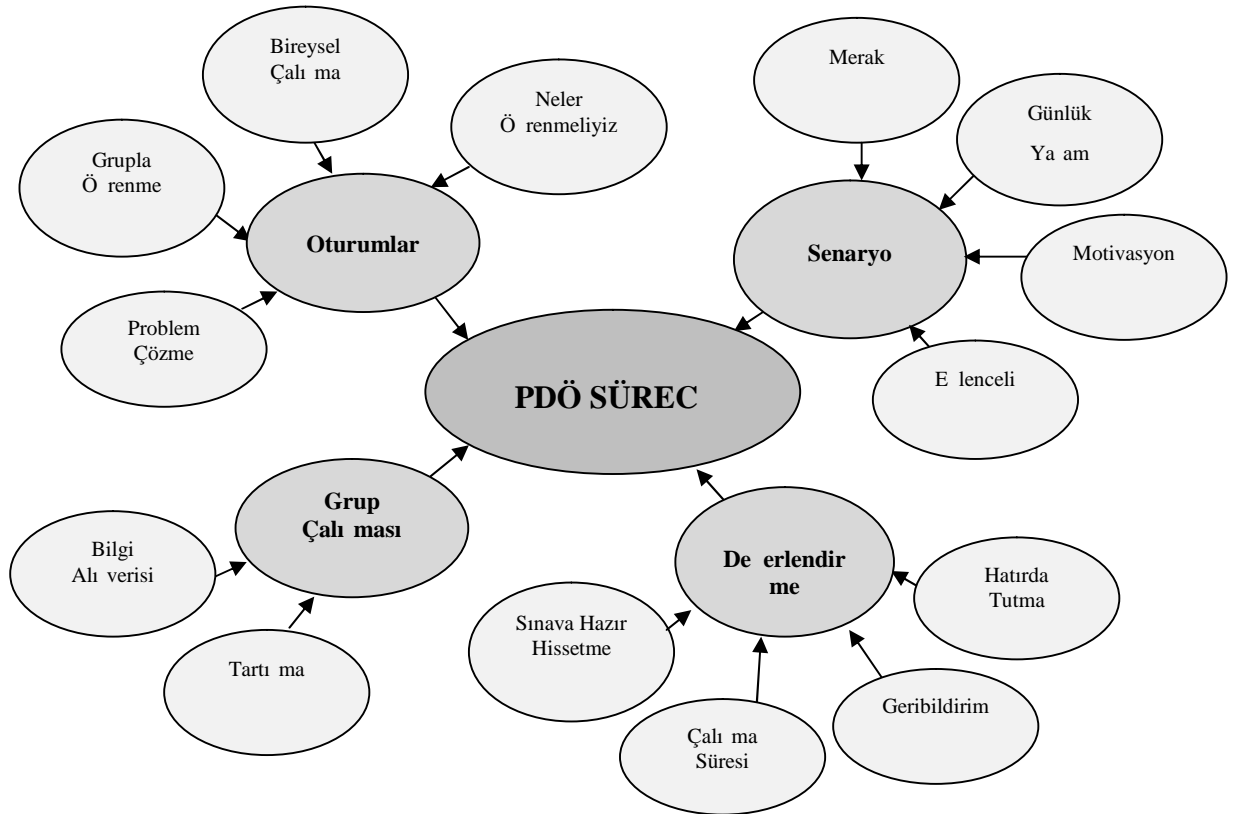 Bireysel
Çalı ma
Neler
Ö renmeliyiz
Grupla
Ö renme
Oturumlar
Problem
Çözme
Merak
Günlük
Ya am
Senaryo
Motivasyon
E lenceli
PDÖ SÜREC
Grup
Çalı ması
Bilgi
Alı verisi
Tartı ma
De erlendir
me
Sınava Hazır
Hissetme
Hatırda
Tutma
Çalı ma
Süresi
Geribildirim